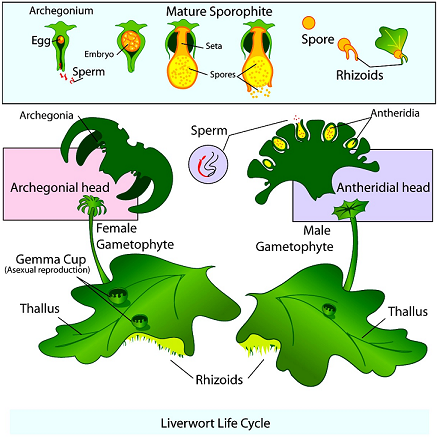 Archegonium
Mature Sporophite
Egg
Embryo
Sperm
Seta
Spores
Spore
Rhizoids
Archegonia
Sperm
Antheridia
Archegonial head
Antheridial head
Female
Gametophyte
Male
Gametophyte
Gemma Cup
(Asexual reproduction)
Thallus
Thallus
Rhizoids
Liverwort Life Cycle